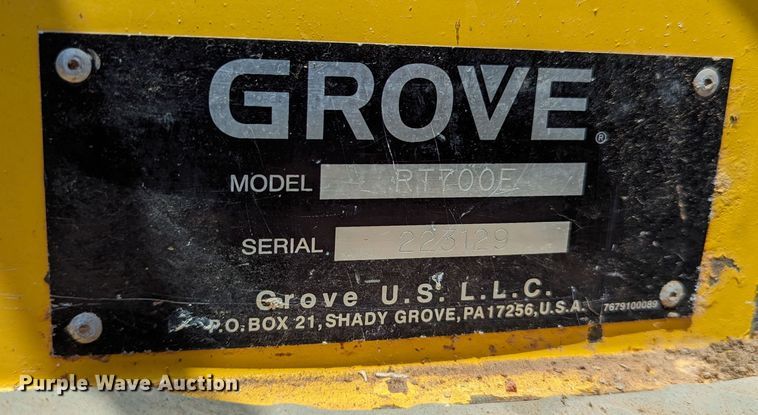 GROVE®
MODEL RT700E
SERIAL 223129
Grove U.S. L.L.C.
P.O. BOX 21, SHADY GROVE, PA 17256, U.S.A. 7679100089
Purple Wave Auction